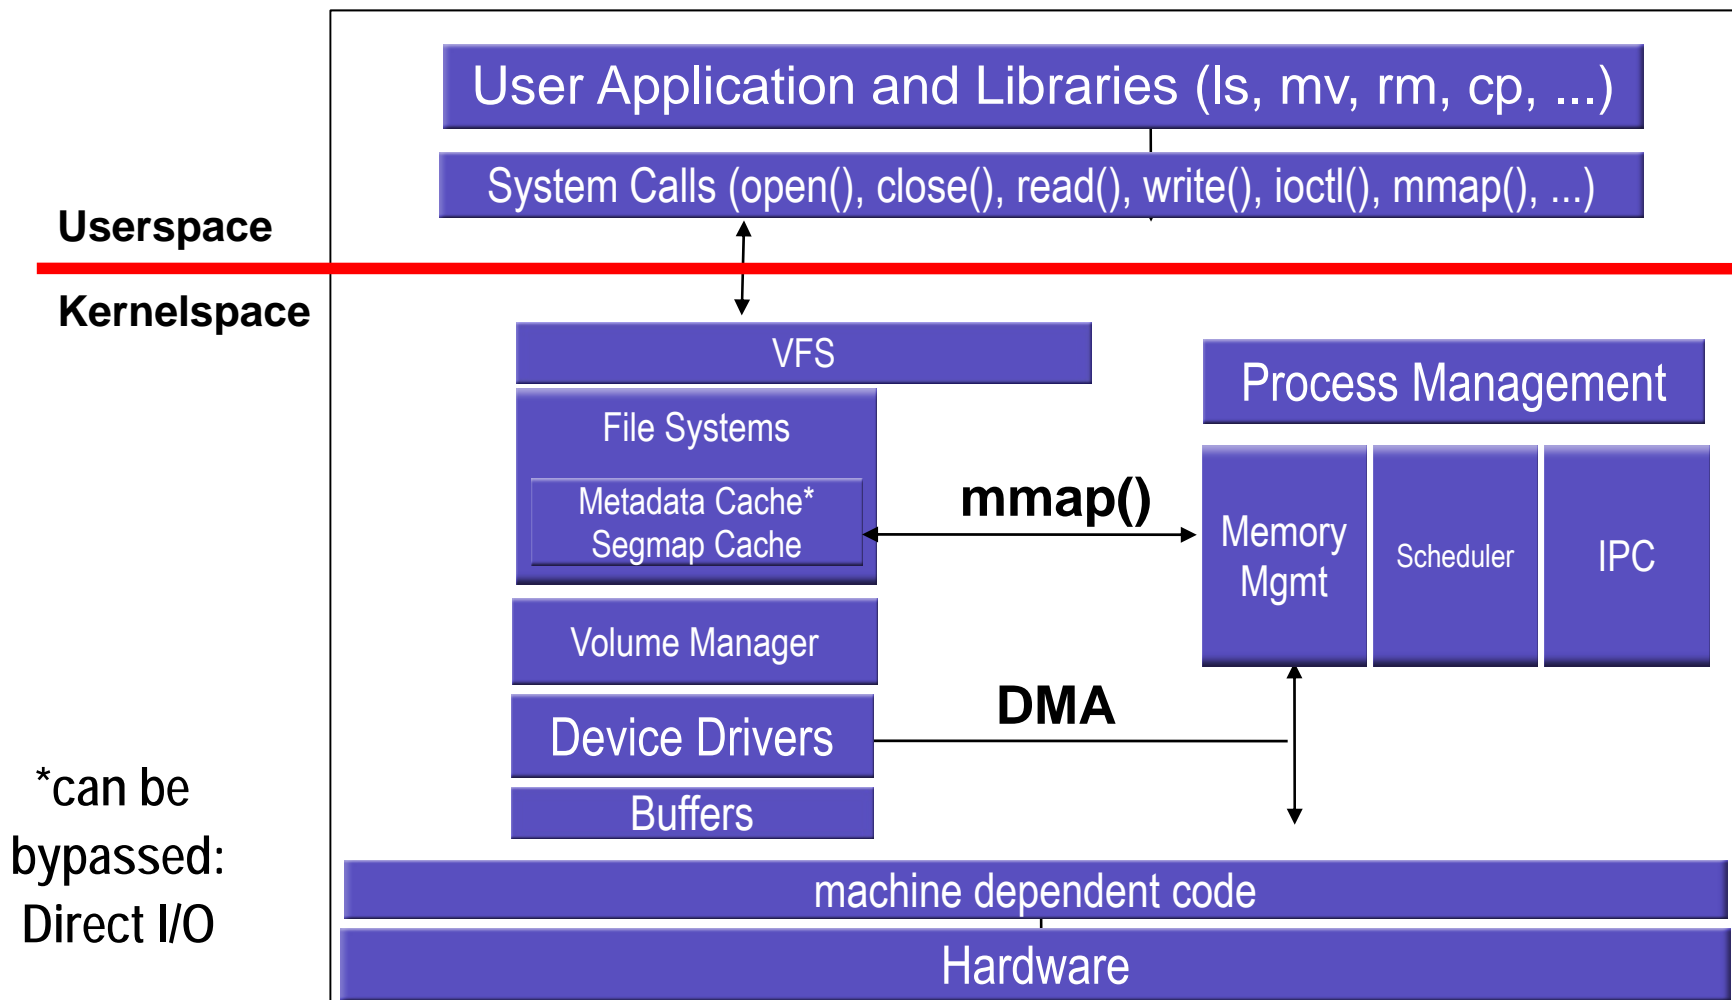 User Application and Libraries (ls, mv, rm, cp, ...)
System Calls (open(), close(), read(), write(), ioctl(), mmap(), ...)
Userspace
Kernelspace
VFS
Process Management
File Systems
Metadata Cache*
Segmap Cache
mmap()
Memory
Mgmt
Scheduler
IPC
Volume Manager
DMA
Device Drivers
Buffers
*can be
bypassed:
Direct I/O
machine dependent code
Hardware